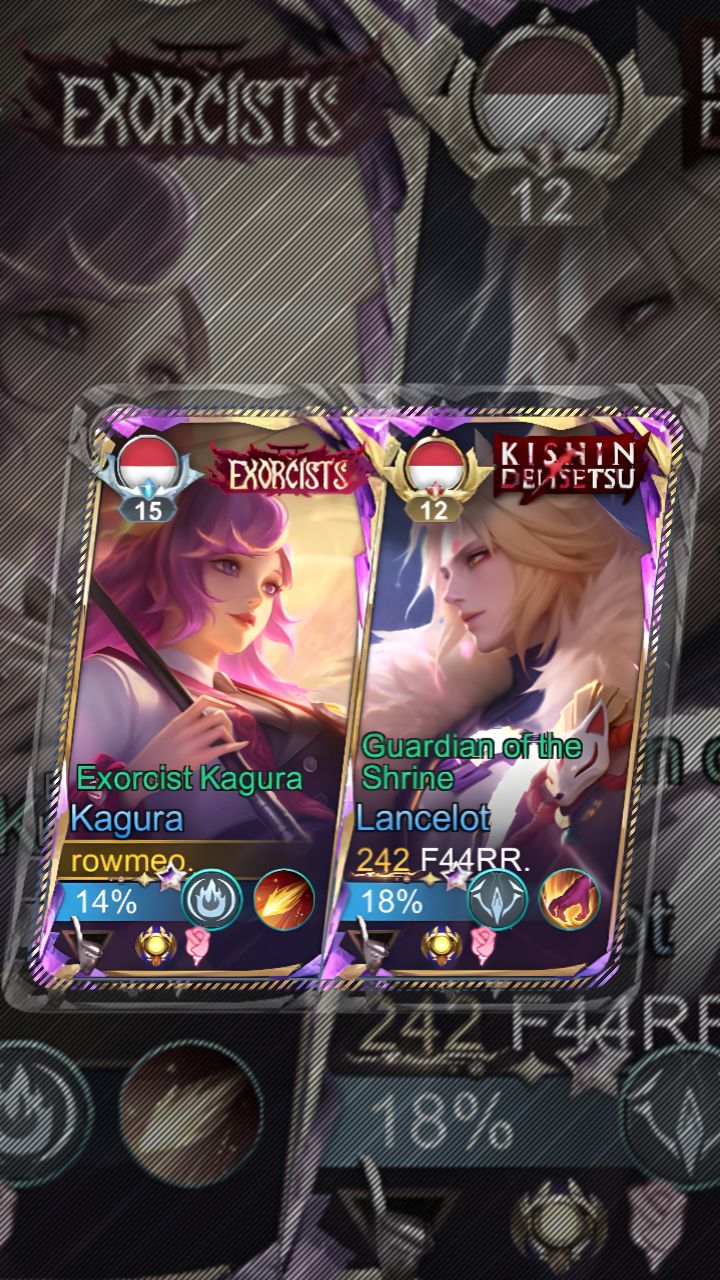 EXORCISTS
12
EXORCISTS
15
KISHIN
DENSETSU
12
Exorcist Kagura
Kagura
rowmeo.
14%
Guardian of the
Shrine
Lancelot
242 F44RR.
18%
242 F44RR
18%